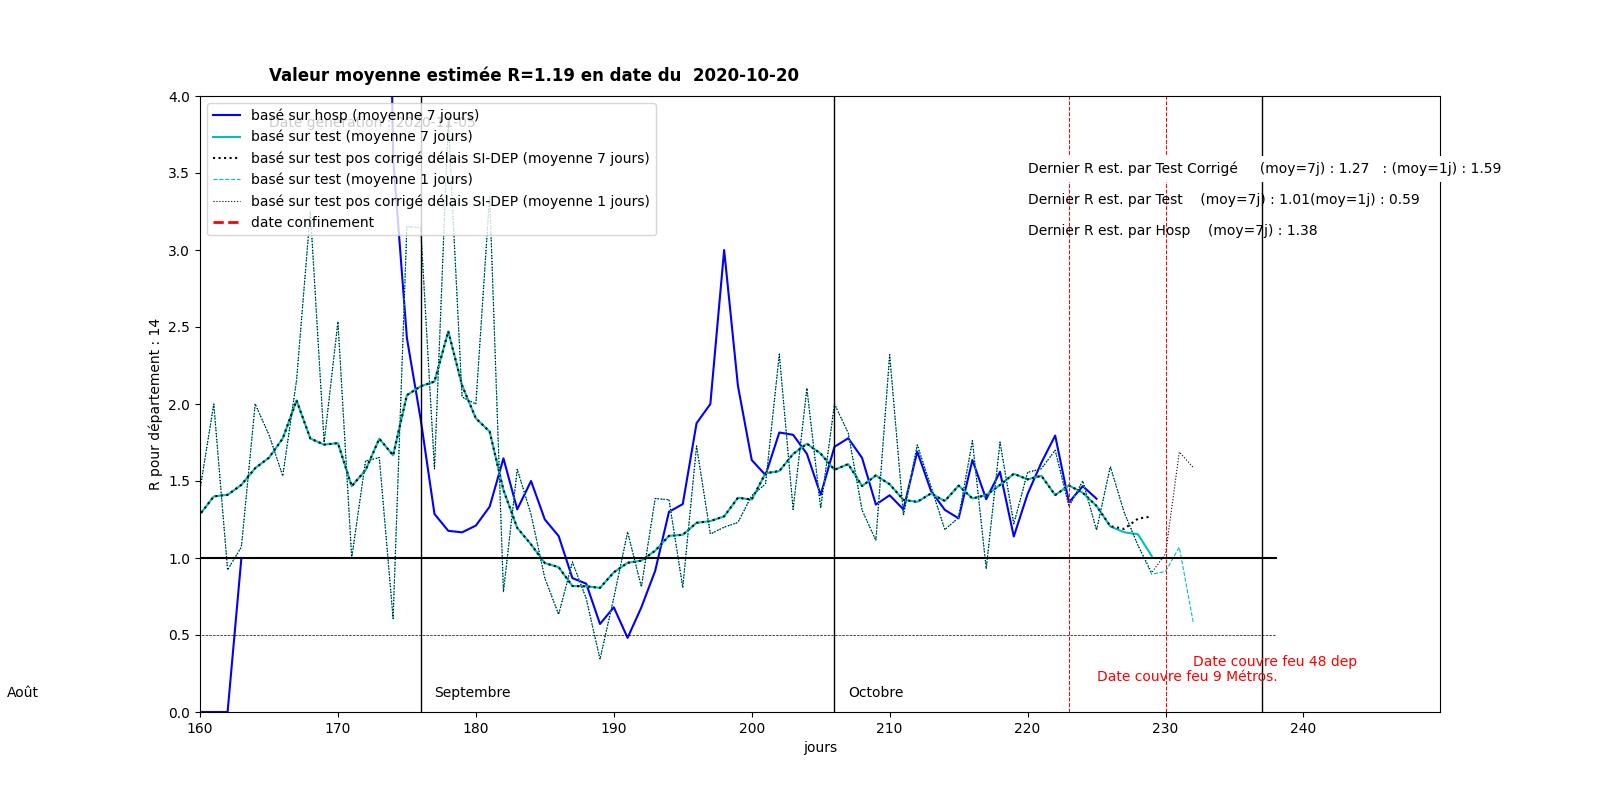 Valeur moyenne estimée R=1.19 en date du  2020-10-20
Date génération : 2020-11-05
basé sur hosp (moyenne 7 jours)
basé sur test (moyenne 7 jours)
basé sur test pos corrigé délais SI-DEP (moyenne 7 jours)
basé sur test (moyenne 1 jours)
basé sur test pos corrigé délais SI-DEP (moyenne 1 jours)
date confinement
Dernier R est. par Test Corrigé     (moy=7j) : 1.27   : (moy=1j) : 1.59
Dernier R est. par Test    (moy=7j) : 1.01(moy=1j) : 0.59
Dernier R est. par Hosp    (moy=7j) : 1.38
R pour département : 14
4.0
3.5
3.0
2.5
2.0
1.5
1.0
0.5
0.0
Date couvre feu 48 dep
Date couvre feu 9 Métros.
Août
Septembre
Octobre
160 170 180 190 200 210 220 230 240
jours